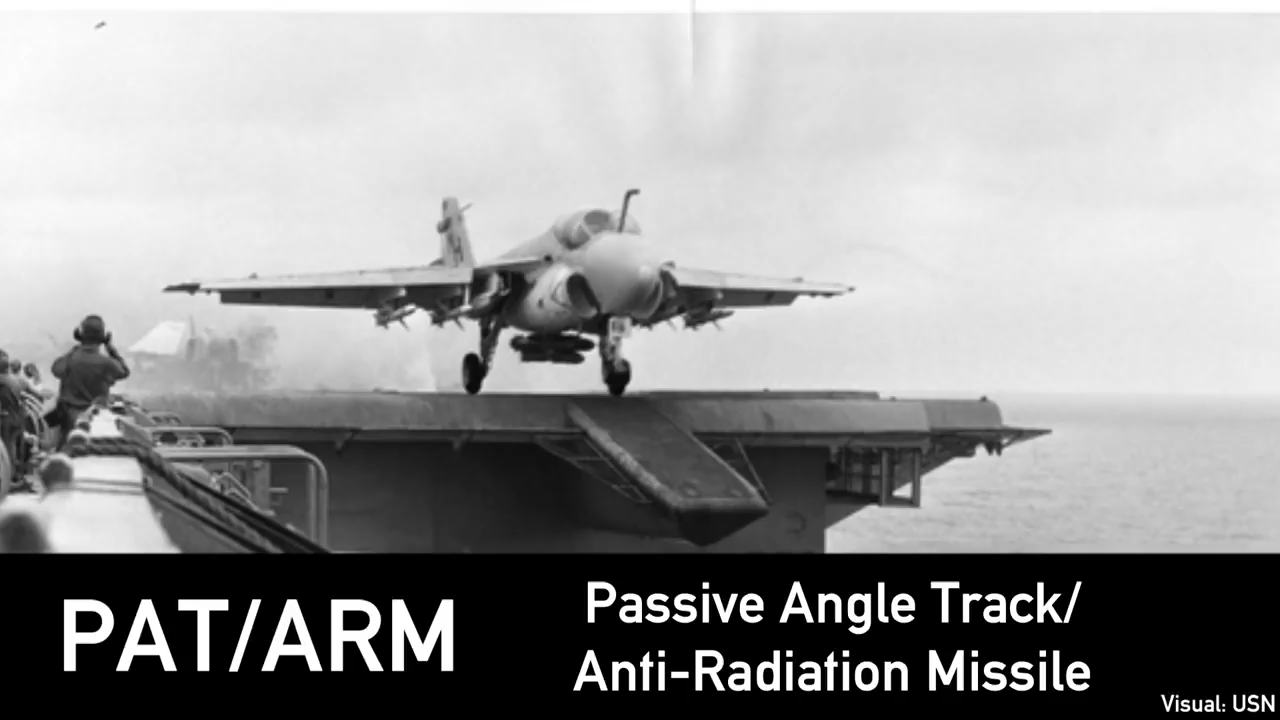 PAT/ARM
Passive Angle Track/
Anti-Radiation Missile
Visual: USN